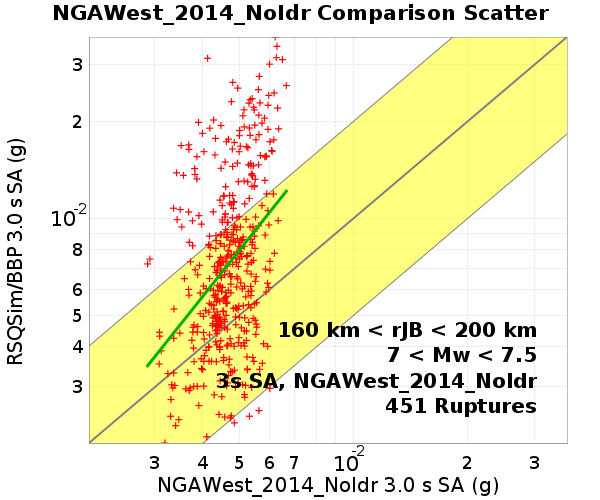 NGAWest_2014_NoIdr Comparison Scatter
RSQSim/BBP 3.0 s SA (g)
3
2
10-2
8
6
5
4
3
160 km < rJB < 200 km
7 < Mw < 7.5
3s SA, NGAWest_2014_NoIdr
451 Ruptures
3 4 5 6 7 10-2 2 3
NGAWest_2014_NoIdr 3.0 s SA (g)